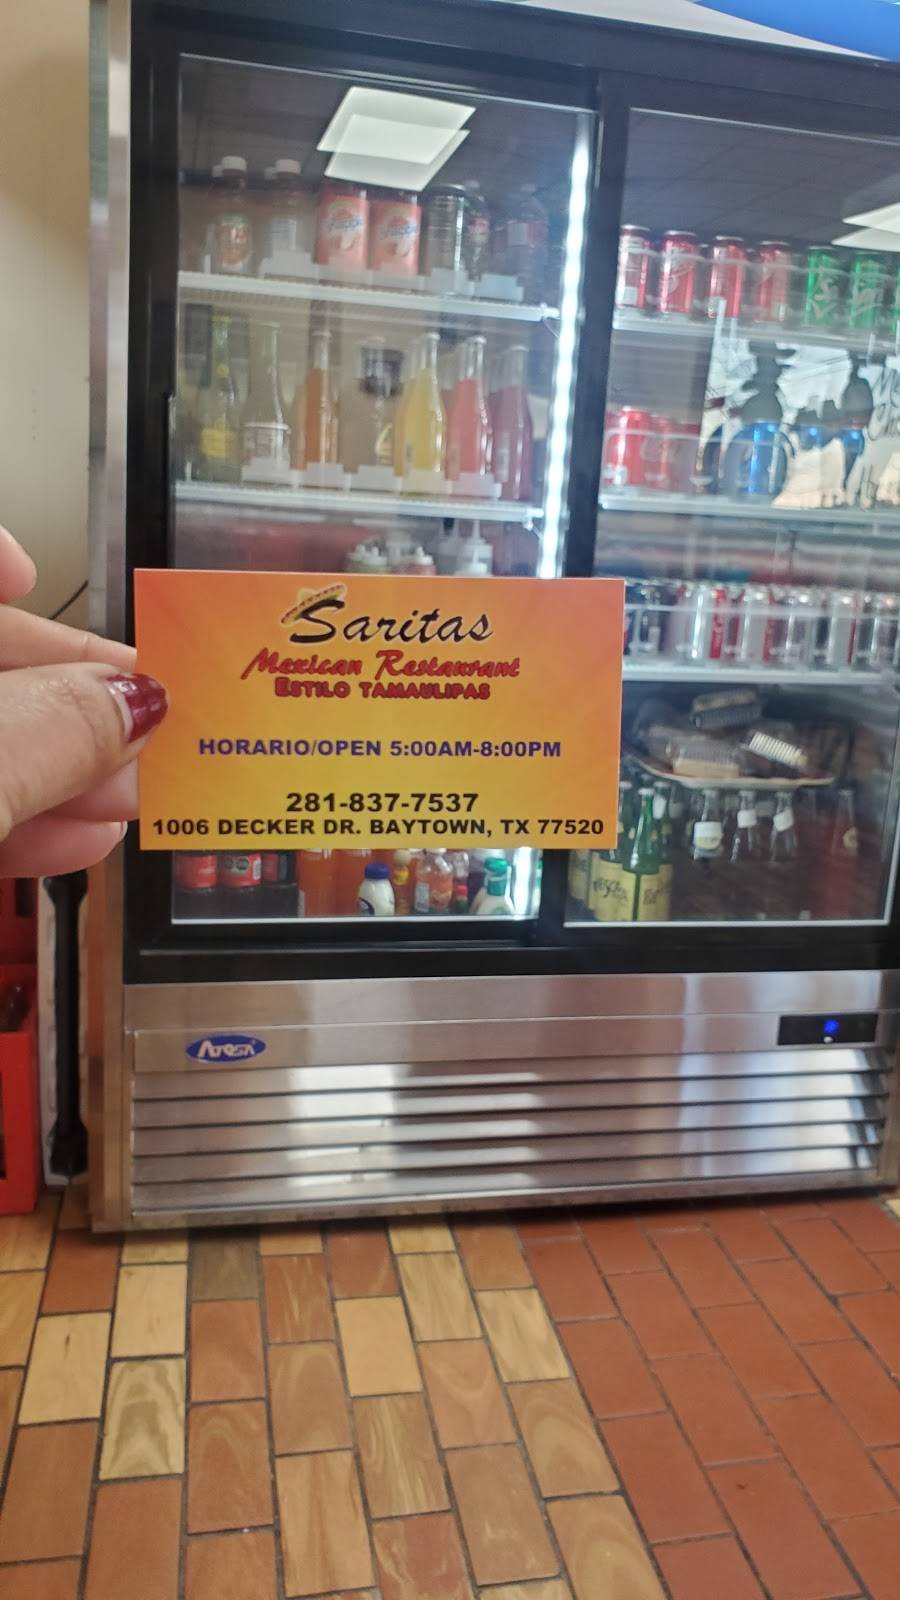 Saritas
Mexican Restaurant
ESTILO TAMAULIPAS
HORARIO/OPEN 5:00AM-8:00PM
281-837-7537
1006 DECKER DR. BAYTOWN, TX 77520
Atosa